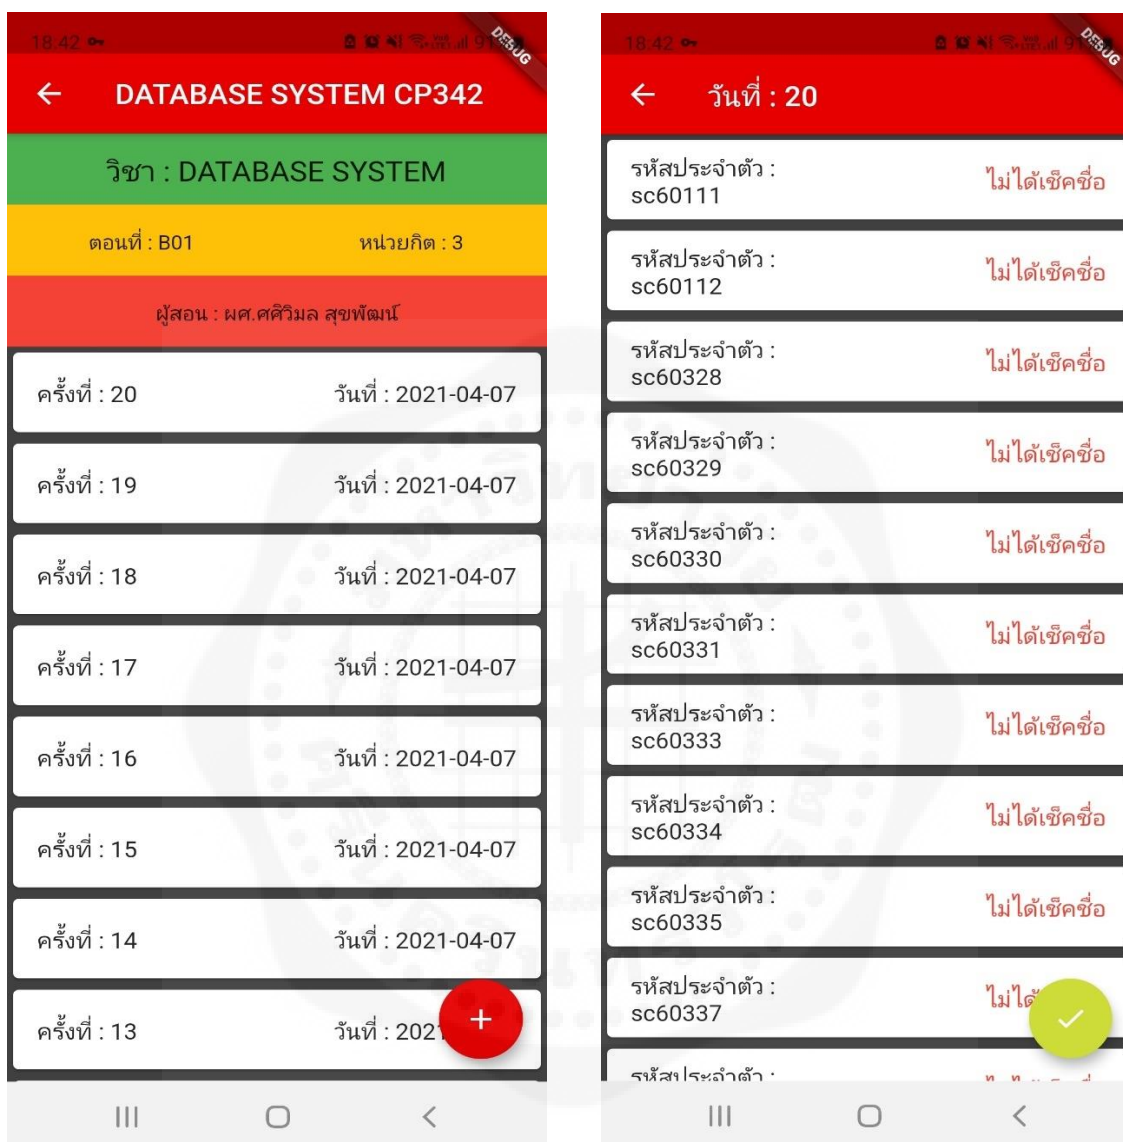 18.42
DEBUG
DATABASE SYSTEM CP342
วิชา : DATABASE SYSTEM
ตอนที่ : B01
หน่วยกิต : 3
ผู้สอน : ผศ.ศศิวิมล สุขพัฒน์
ครั้งที่ : 20
วันที่ : 2021-04-07
ครั้งที่ : 19
วันที่ : 2021-04-07
ครั้งที่ : 18
วันที่ : 2021-04-07
ครั้งที่ : 17
วันที่ : 2021-04-07
ครั้งที่ : 16
วันที่ : 2021-04-07
ครั้งที่ : 15
วันที่ : 2021-04-07
ครั้งที่ : 14
วันที่ : 2021-04-07
ครั้งที่ : 13
วันที่ : 202
18:42
DEBUG
วันที่ : 20
รหัสประจำตัว :
sc60111
ไม่ได้เช็คชื่อ
รหัสประจำตัว :
sc60112
ไม่ได้เช็คชื่อ
รหัสประจำตัว :
sc60328
ไม่ได้เช็คชื่อ
รหัสประจำตัว :
sc60329
ไม่ได้เช็คชื่อ
รหัสประจำตัว :
sc60330
ไม่ได้เช็คชื่อ
รหัสประจำตัว :
sc60331
ไม่ได้เช็คชื่อ
รหัสประจำตัว :
sc60333
ไม่ได้เช็คชื่อ
รหัสประจำตัว :
sc60334
ไม่ได้เช็คชื่อ
รหัสประจำตัว :
sc60335
ไม่ได้เช็คชื่อ
รหัสประจำตัว :
sc60337
ไม่ได้
รหัสประจำตัว :